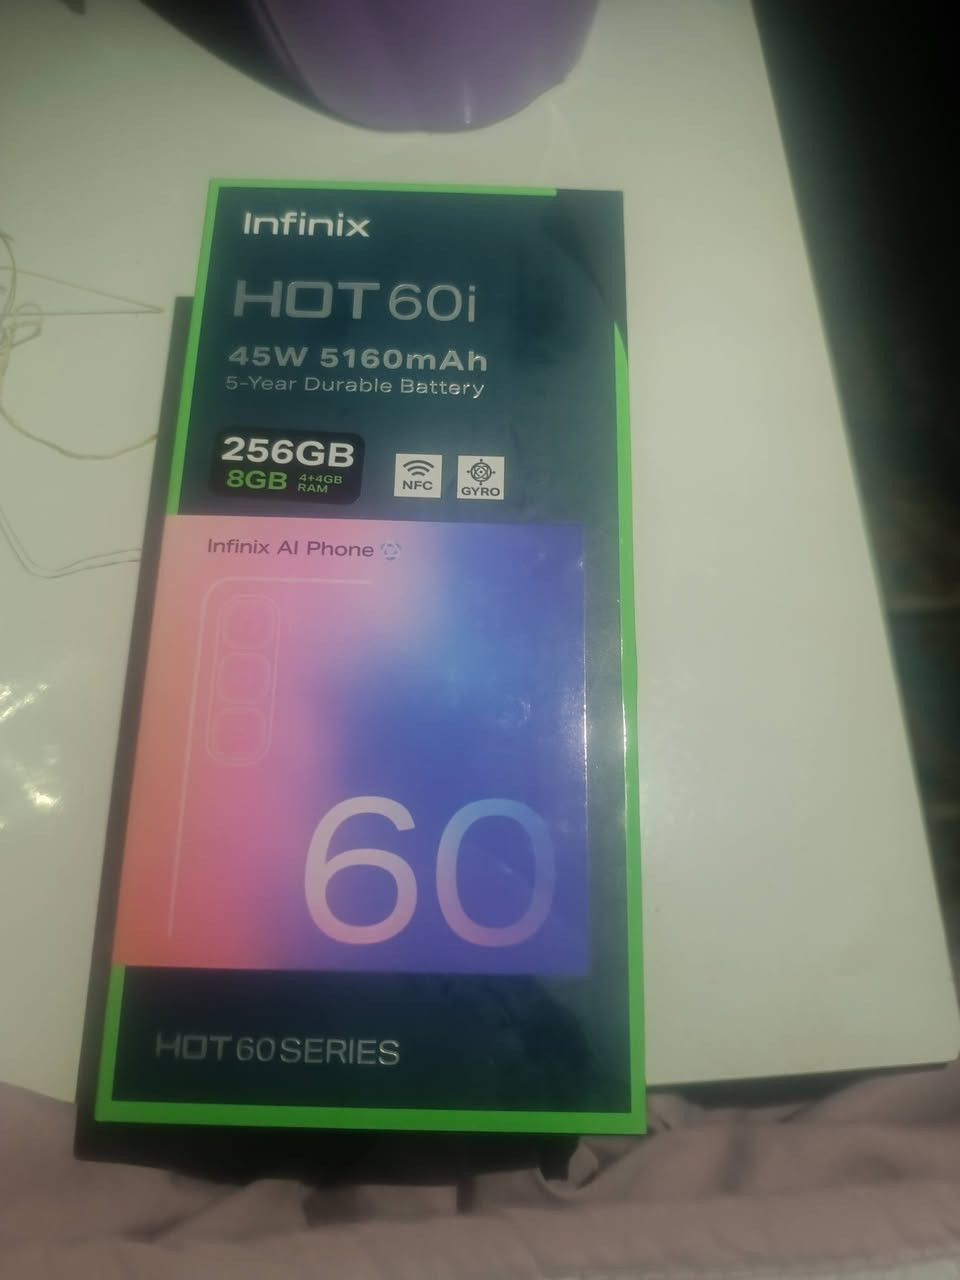 Infinix
HOT 60i
45W 5160mAh
5-Year Durable Battery
256GB
8GB 4+4GB RAM
NFC
GYRO
Infinix AI Phone
60
HOT 60 SERIES